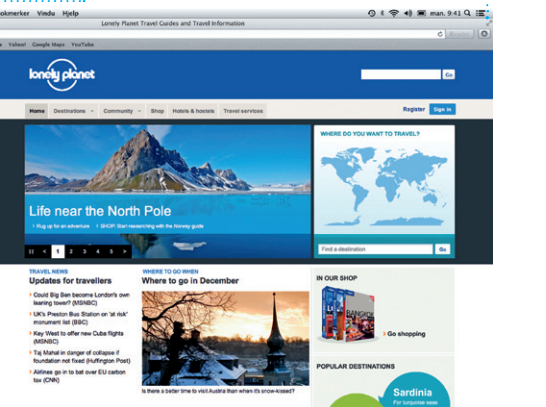 okmerker Vindu Hjelp
man. 9:41
Lonely Planet Travel Guides and Travel Information
Reader
Yahoo! Google Maps YouTube
lonely planet
Go
Home Destinations Community Shop Hotels & hostels Travel services
Register Sign in
WHERE DO YOU WANT TO TRAVEL?
Life near the North Pole
Rug up for an adventure SHOP: Start researching with the Norway guide
1 2 3 4 5
Find a destination Go
TRAVEL NEWS
Updates for travellers
Could Big Ben become London's own
leaning tower? (MSNBC)
UK's Preston Bus Station on 'at risk'
monument list (BBC)
Key West to offer new Cuba flights
(MSNBC)
Taj Mahal in danger of collapse if
foundation not fixed (Huffington Post)
Airlines go in to bat over EU carbon
tax (CNN)
WHERE TO GO WHEN
Where to go in December
Is there a better time to visit Austria than when it's snow-kissed?
IN OUR SHOP
BANGKOK
Go shopping
POPULAR DESTINATIONS
Sardinia
For turquoise seas